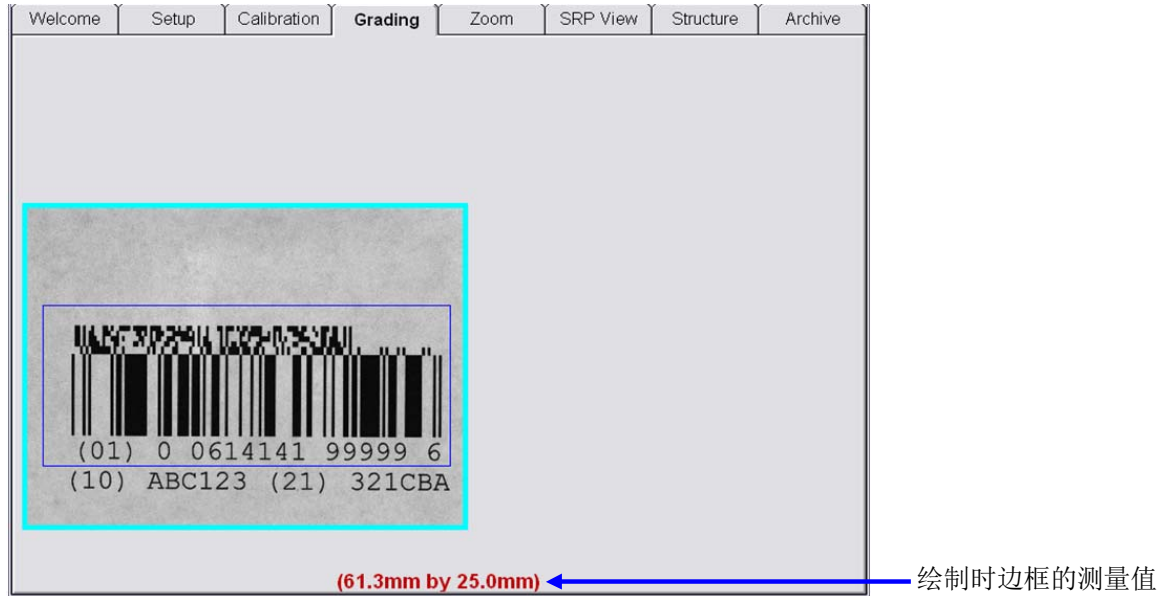 Welcome Setup Calibration Grading Zoom SRP View Structure Archive
(01) 0 0614141 99999 6
(10) ABC123 (21) 321CBA
(61.3mm by 25.0mm) 绘制时边框的测量值